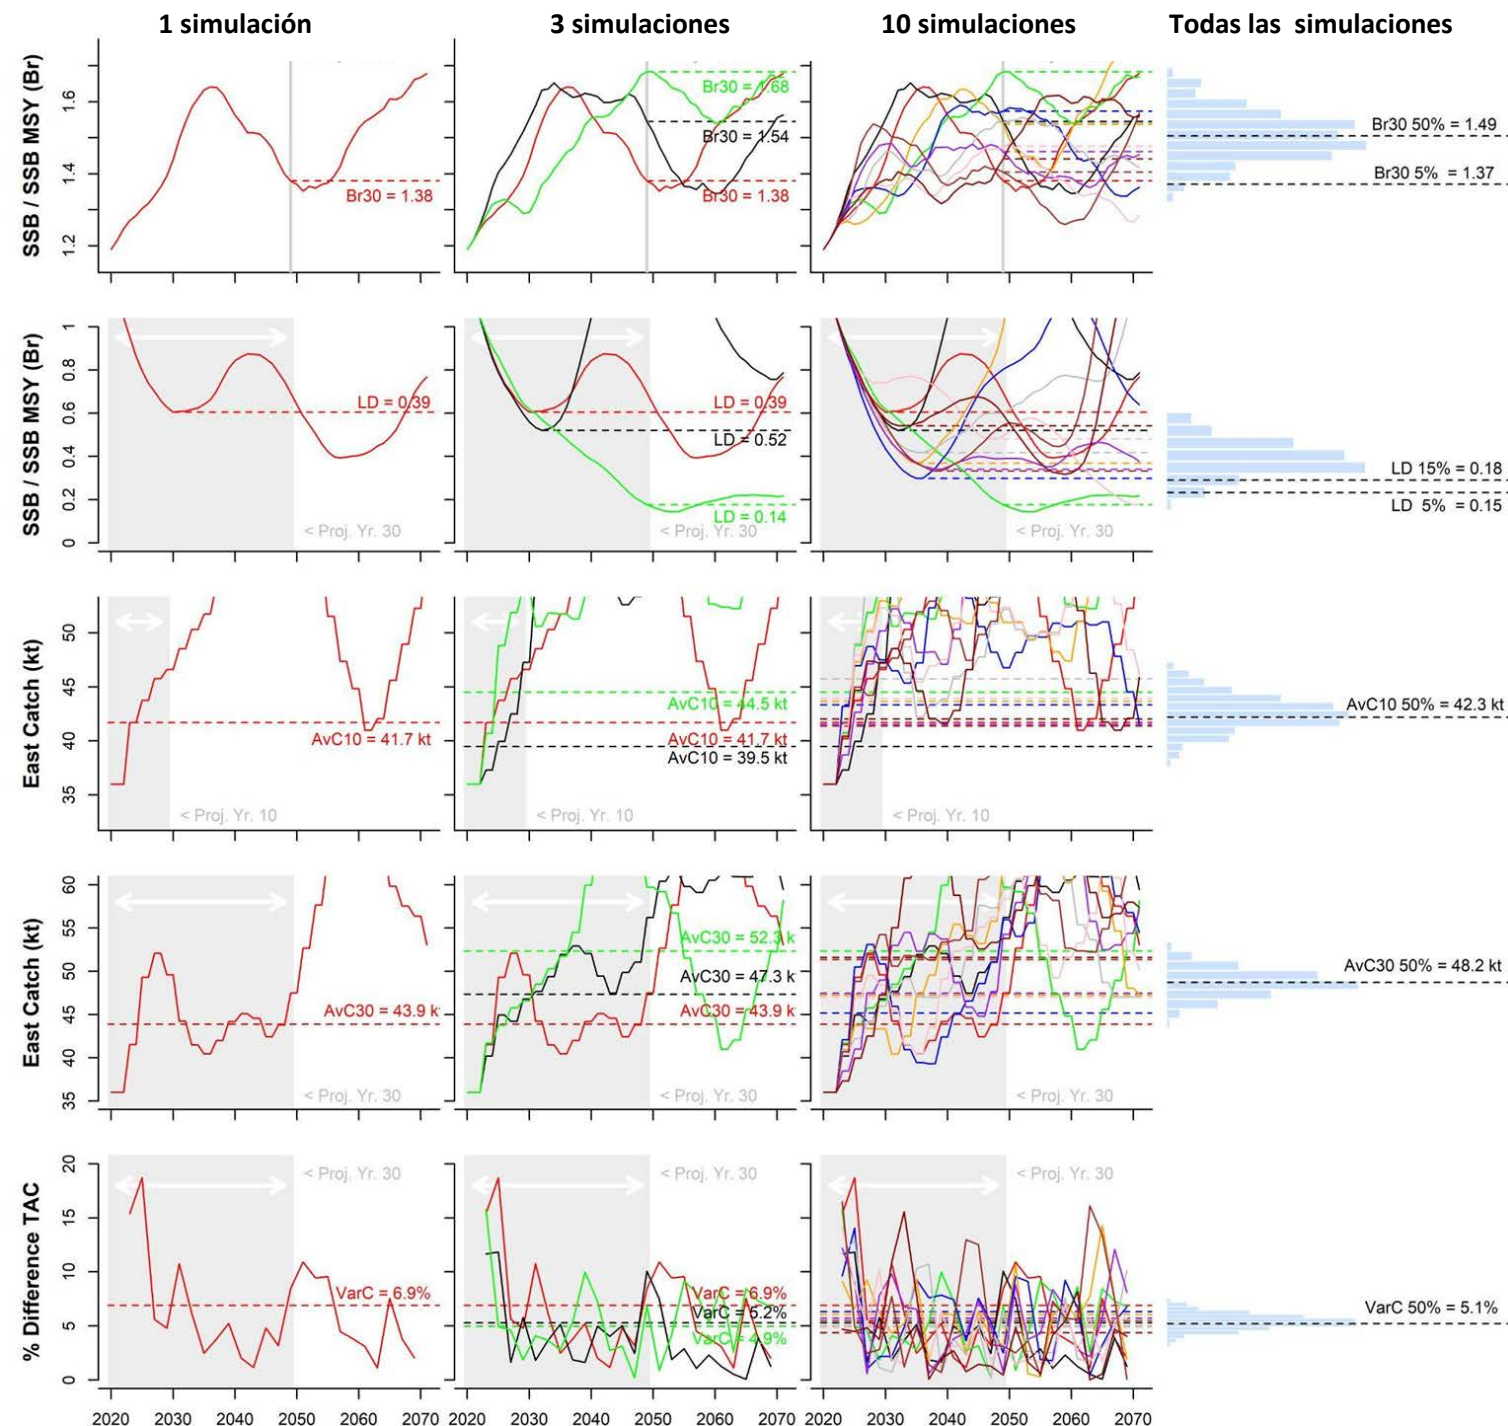 1 simulación
3 simulaciones
10 simulaciones
Todas las simulaciones
SSB / SSB MSY (Br)
1.6
1.4
1.2
Br30 = 1.38
Br30 = 1.68
Br30 = 1.54
Br30 = 1.38
Br30 50% = 1.49
Br30 5% = 1.37
2020 2030 2040 2050 2060 2070
SSB / SSB MSY (Br)
1
0.8
0.6
0.4
0.2
0
LD = 0.39
< Proj. Yr. 30
LD = 0.39
LD = 0.52
LD = 0.14
< Proj. Yr. 30
< Proj. Yr. 30
LD 15% = 0.18
LD 5% = 0.15
East Catch (kt)
50
45
40
35
AvC10 = 41.7 kt
< Proj. Yr. 10
AvC10 = 44.5 kt
AvC10 = 41.7 kt
AvC10 = 39.5 kt
< Proj. Yr. 10
< Proj. Yr. 10
AvC10 50% = 42.3 kt
East Catch (kt)
60
55
50
45
40
35
AvC30 = 43.9 k
< Proj. Yr. 30
AvC30 = 52.3 k
AvC30 = 47.3 k
AvC30 = 43.9 k
< Proj. Yr. 30
< Proj. Yr. 30
AvC30 50% = 48.2 kt
% Difference TAC
20
15
10
5
0
< Proj. Yr. 30
VarC = 6.9%
< Proj. Yr. 30
VarC = 6.9%
VarC = 5.2%
VarC = 4.9%
< Proj. Yr. 30
VarC 50% = 5.1%
2020 2030 2040 2050 2060 2070
2020 2030 2040 2050 2060 2070